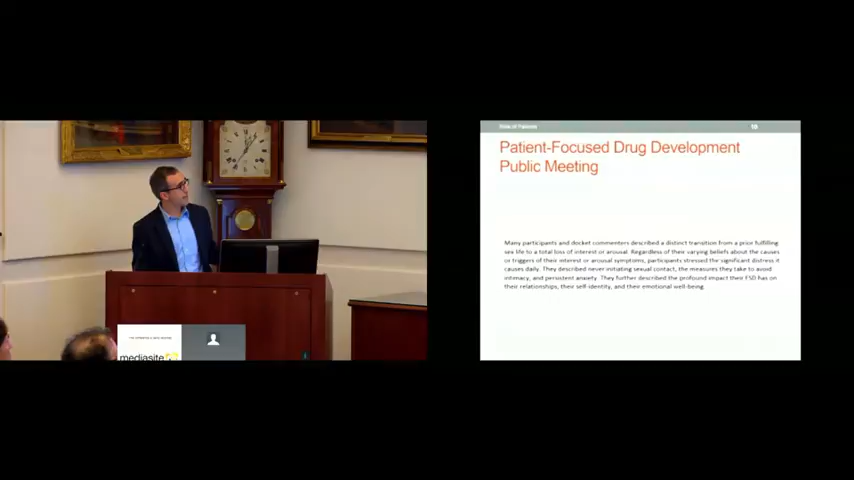 mediasite
Role of Patients
10
Patient-Focused Drug Development
Public Meeting
Many participants and docket commenters described a distinct transition from a prior fulfilling
sex life to a total loss of interest or arousal. Regardless of their varying beliefs about the causes
or triggers of their interest or arousal symptoms, participants stressed the significant distress it
causes daily. They described never initiating sexual contact, the measures they take to avoid
intimacy, and persistent anxiety. They further described the profound impact their FSD has on
their relationships, their self-identity, and their emotional well-being.